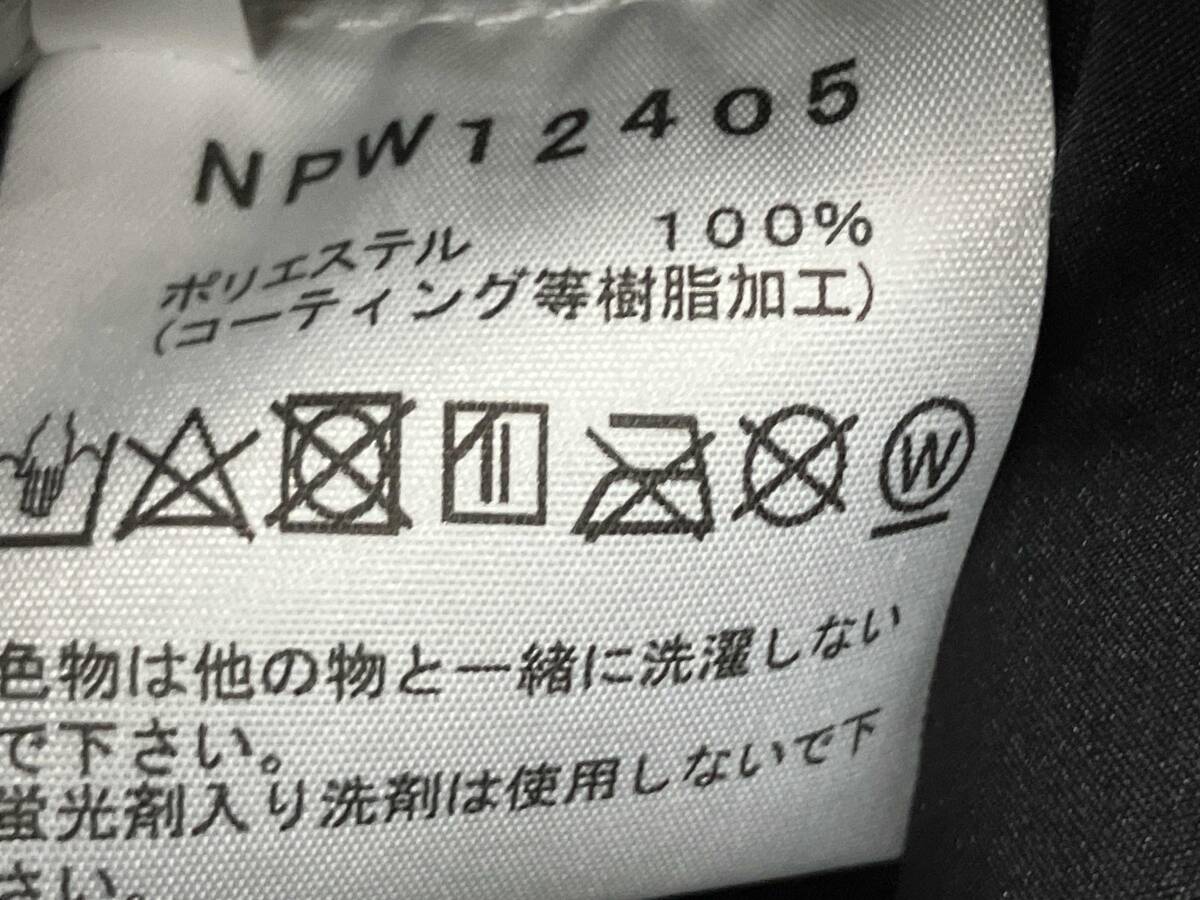 NPW12405
ポリエステル 100%
(コーティング等樹脂加工)
W
色物は他の物と一緒に洗濯しない
で下さい。
蛍光剤入り洗剤は使用しないで下
さい。